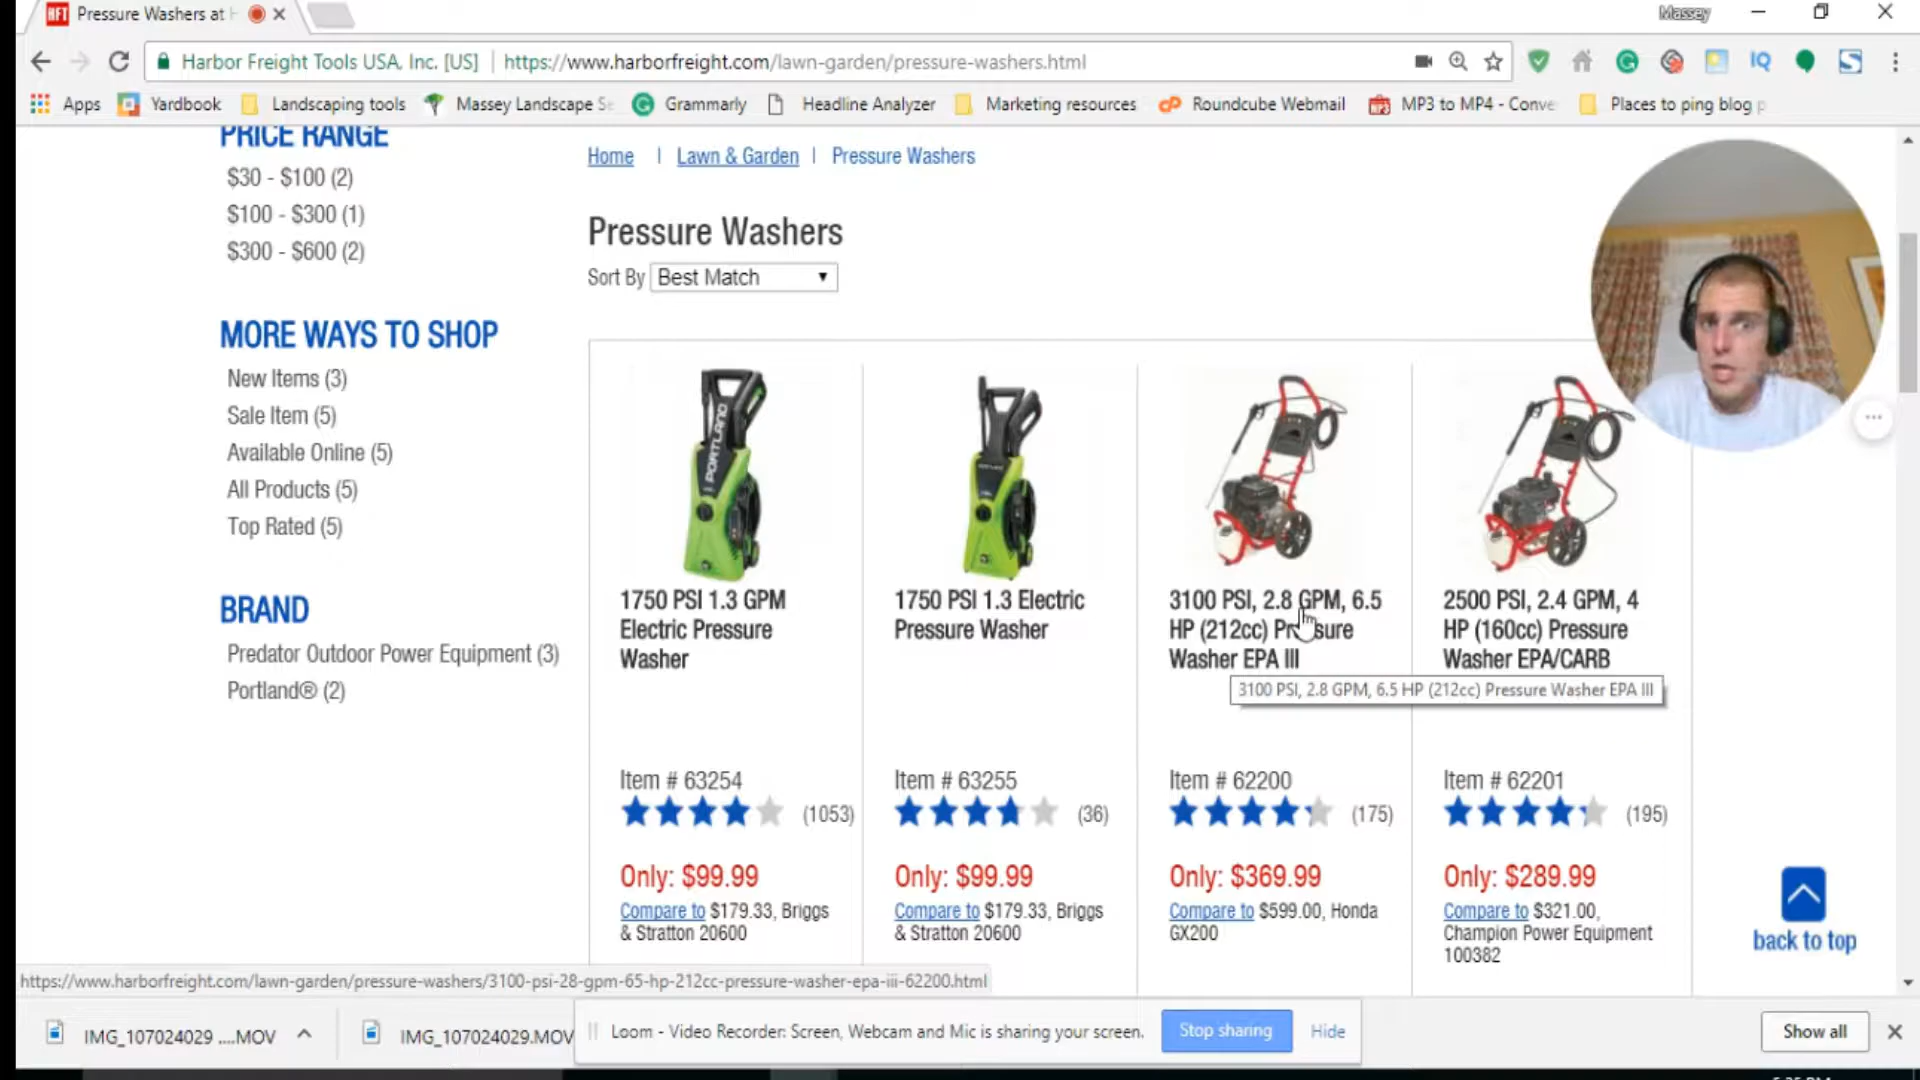 HFT Pressure Washers at H
Massey
Harbor Freight Tools USA, Inc. [US] https://www.harborfreight.com/lawn-garden/pressure-washers.html
Apps Yardbook Landscaping tools Massey Landscape Se Grammarly Headline Analyzer Marketing resources Roundcube Webmail MP3 to MP4 - Conve Places to ping blog p
PRICE RANGE
$30 - $100 (2)
$100 - $300 (1)
$300 - $600 (2)
MORE WAYS TO SHOP
New Items (3)
Sale Item (5)
Available Online (5)
All Products (5)
Top Rated (5)
BRAND
Predator Outdoor Power Equipment (3)
Portland® (2)
Home | Lawn & Garden | Pressure Washers
Pressure Washers
Sort By Best Match
PORTLAND
1750 PSI 1.3 GPM
Electric Pressure
Washer
Item # 63254
(1053)
Only: $99.99
Compare to $179.33, Briggs
& Stratton 20600
1750 PSI 1.3 Electric
Pressure Washer
Item # 63255
(36)
Only: $99.99
Compare to $179.33, Briggs
& Stratton 20600
3100 PSI, 2.8 GPM, 6.5
HP (212cc) Pressure
Washer EPA III
3100 PSI, 2.8 GPM, 6.5 HP (212cc) Pressure Washer EPA III
Item # 62200
(175)
Only: $369.99
Compare to $599.00, Honda
GX200
2500 PSI, 2.4 GPM, 4
HP (160cc) Pressure
Washer EPA/CARB
Item # 62201
(195)
Only: $289.99
Compare to $321.00,
Champion Power Equipment
100382
back to top
https://www.harborfreight.com/lawn-garden/pressure-washers/3100-psi-28-gpm-65-hp-212cc-pressure-washer-epa-iii-62200.html
IMG_107024029 ....MOV IMG_107024029.MOV
Loom - Video Recorder: Screen, Webcam and Mic is sharing your screen. Stop sharing Hide
Show all